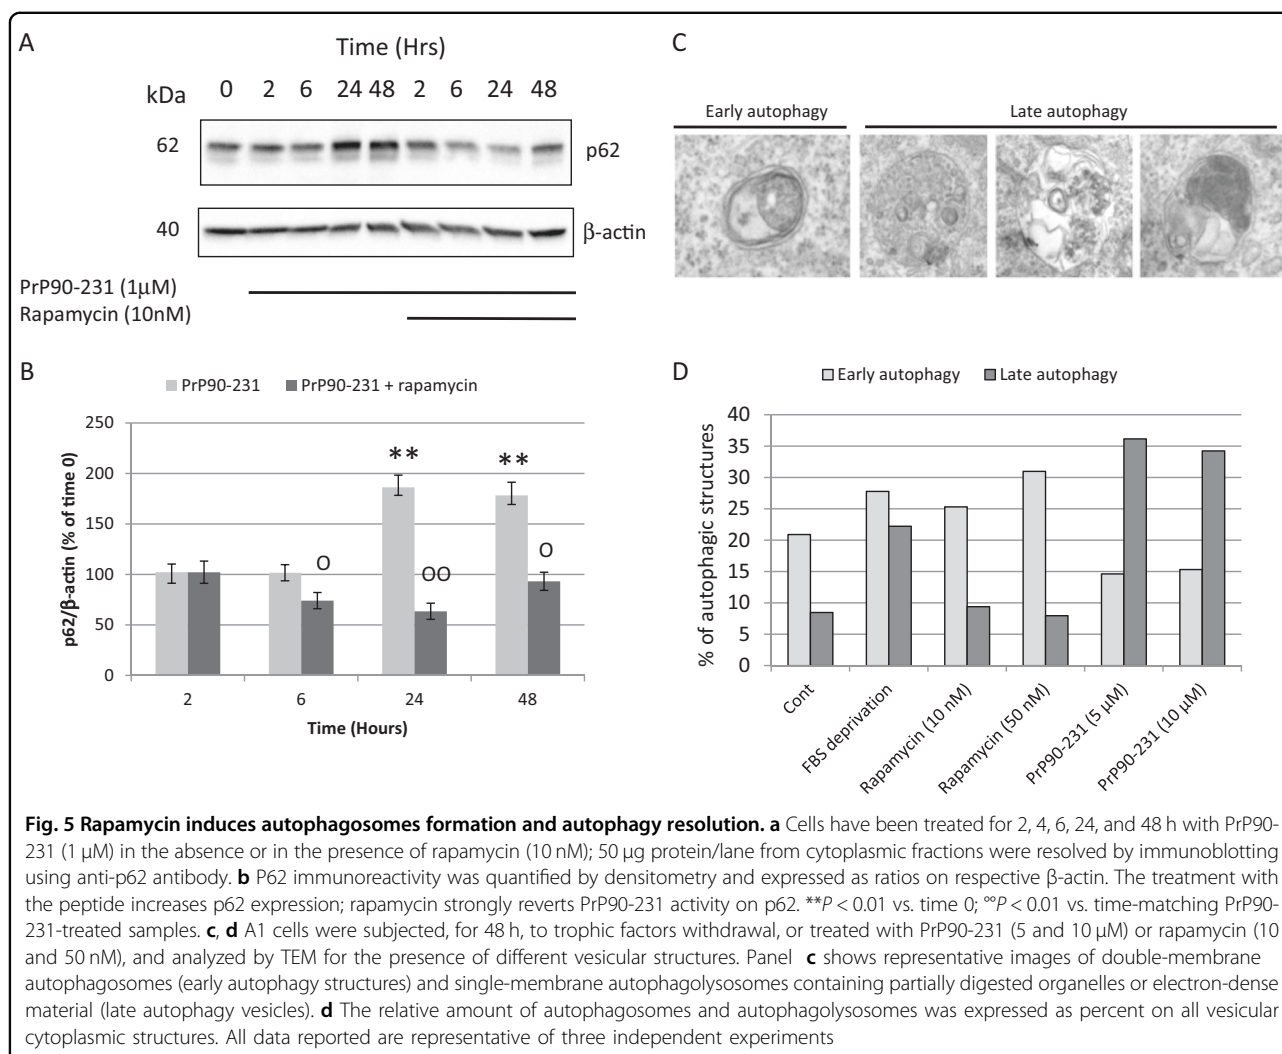 A
Time (Hrs)
kDa 0 2 6 24 48 2 6 24 48
62 p62
40 β-actin
PrP90-231 (1μM)
Rapamycin (10nM)
C
Early autophagy Late autophagy
B
PrP90-231 PrP90-231 + rapamycin
p62/β-actin (% of time 0)
250
200
150
100
50
0
** **
O OO O
2 6 24 48
Time (Hours)
D
Early autophagy Late autophagy
% of autophagic structures
40
35
30
25
20
15
10
5
0
Cont
FBS deprivation
Rapamycin (10 nM)
Rapamycin (50 nM)
PrP90-231 (5 μM)
PrP90-231 (10 μM)
Fig. 5 Rapamycin induces autophagosomes formation and autophagy resolution. a Cells have been treated for 2, 4, 6, 24, and 48 h with PrP90-
231 (1 μM) in the absence or in the presence of rapamycin (10 nM); 50 μg protein/lane from cytoplasmic fractions were resolved by immunoblotting
using anti-p62 antibody. b P62 immunoreactivity was quantified by densitometry and expressed as ratios on respective β-actin. The treatment with
the peptide increases p62 expression; rapamycin strongly reverts PrP90-231 activity on p62. **P < 0.01 vs. time 0; °°P < 0.01 vs. time-matching PrP90-
231-treated samples. c, d A1 cells were subjected, for 48 h, to trophic factors withdrawal, or treated with PrP90-231 (5 and 10 μM) or rapamycin (10
and 50 nM), and analyzed by TEM for the presence of different vesicular structures. Panel c shows representative images of double-membrane
autophagosomes (early autophagy structures) and single-membrane autophagolysosomes containing partially digested organelles or electron-dense
material (late autophagy vesicles). d The relative amount of autophagosomes and autophagolysosomes was expressed as percent on all vesicular
cytoplasmic structures. All data reported are representative of three independent experiments